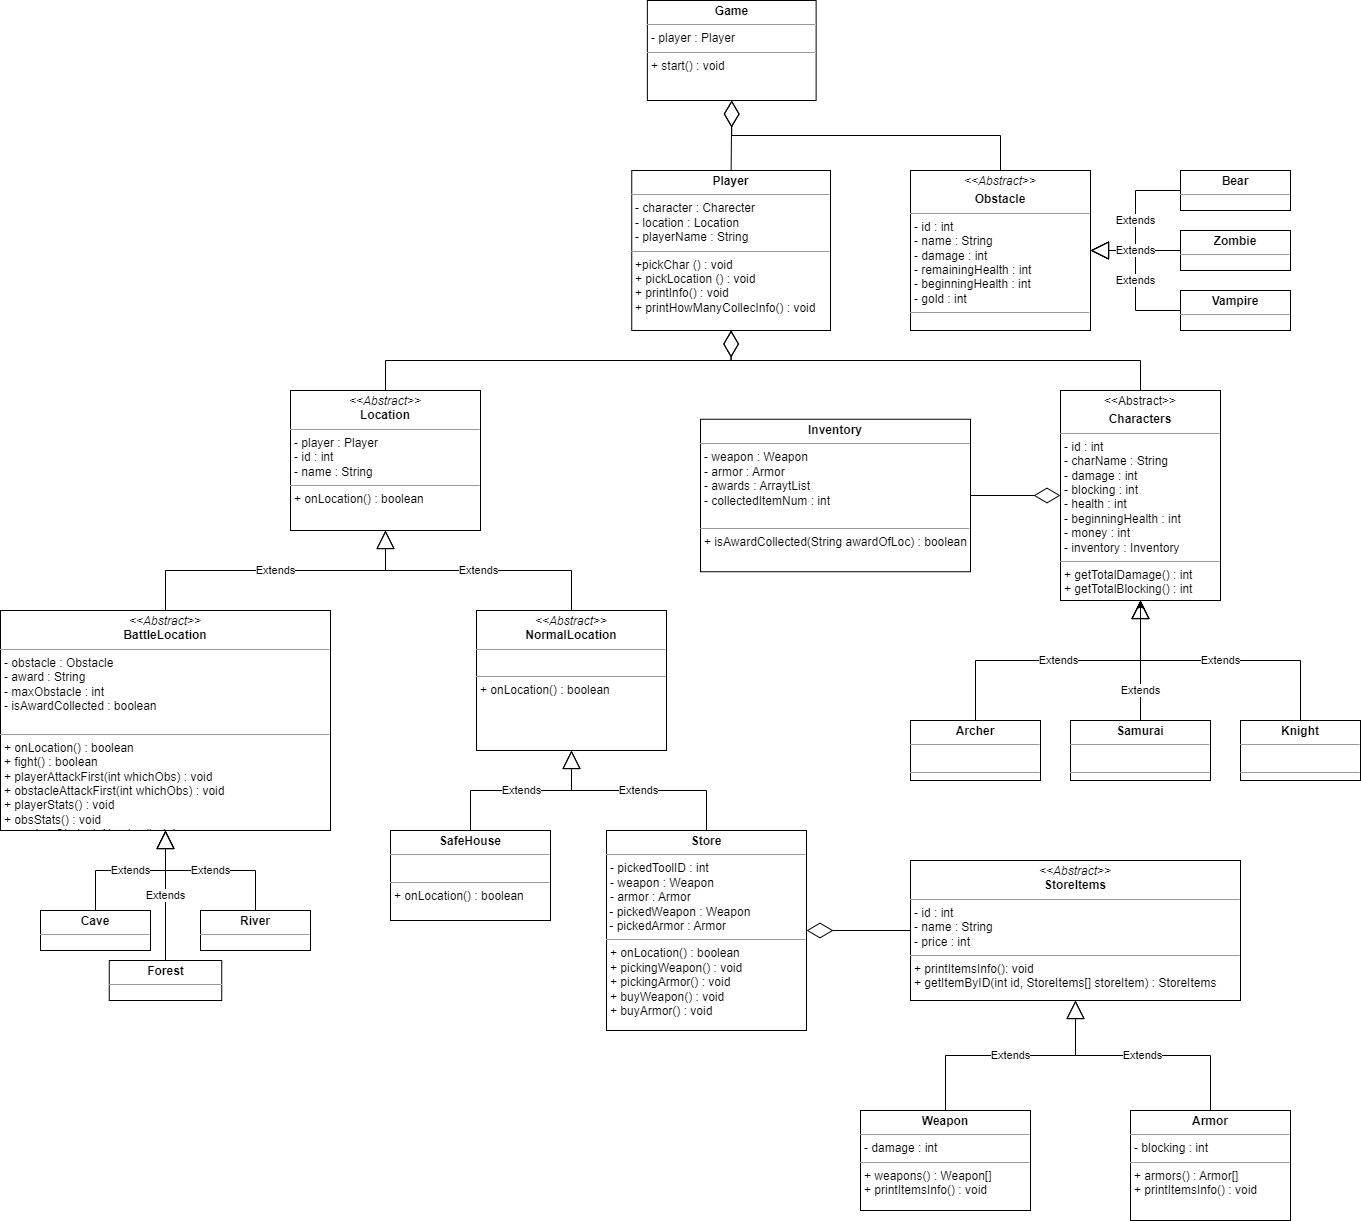 Game
- player : Player
+ start() : void
Player
- character : Charecter
- location : Location
- playerName : String
+pickChar () : void
+ pickLocation () : void
+ printInfo() : void
+ printHowManyCollecInfo() : void
<<Abstract>>
Obstacle
- id : int
- name : String
- damage : int
- remainingHealth : int
- beginningHealth : int
- gold : int
Bear
Extends
Zombie
Extends
Extends
Vampire
<<Abstract>>
Location
- player : Player
- id : int
- name : String
+ onLocation() : boolean
Inventory
- weapon : Weapon
- armor : Armor
- awards : ArraytList
- collectedItemNum : int
+ isAwardCollected(String awardOfLoc) : boolean
<<Abstract>>
Characters
- id : int
- charName : String
- damage : int
- blocking : int
- health : int
- beginningHealth : int
- money : int
- inventory : Inventory
+ getTotalDamage() : int
+ getTotalBlocking() : int
Extends
Extends
<<Abstract>>
BattleLocation
- obstacle : Obstacle
- award : String
- maxObstacle : int
- isAwardCollected : boolean
+ onLocation() : boolean
+ fight() : boolean
+ playerAttackFirst(int whichObs) : void
+ obstacleAttackFirst(int whichObs) : void
+ playerStats() : void
+ obsStats() : void
<<Abstract>>
NormalLocation
+ onLocation() : boolean
Extends
Extends
Extends
Archer
Samurai
Knight
Extends
Extends
SafeHouse
+ onLocation() : boolean
Store
- pickedToolID : int
- weapon : Weapon
- armor : Armor
- pickedWeapon : Weapon
- pickedArmor : Armor
+ onLocation() : boolean
+ pickingWeapon() : void
+ pickingArmor() : void
+ buyWeapon() : void
+ buyArmor() : void
Extends
Extends
Extends
Cave
River
Forest
<<Abstract>>
StoreItems
- id : int
- name : String
- price : int
+ printItemsInfo(): void
+ getItemByID(int id, StoreItems[] storeItem) : StoreItems
Extends
Extends
Weapon
- damage : int
+ weapons() : Weapon[]
+ printItemsInfo() : void
Armor
- blocking : int
+ armors() : Armor[]
+ printItemsInfo() : void